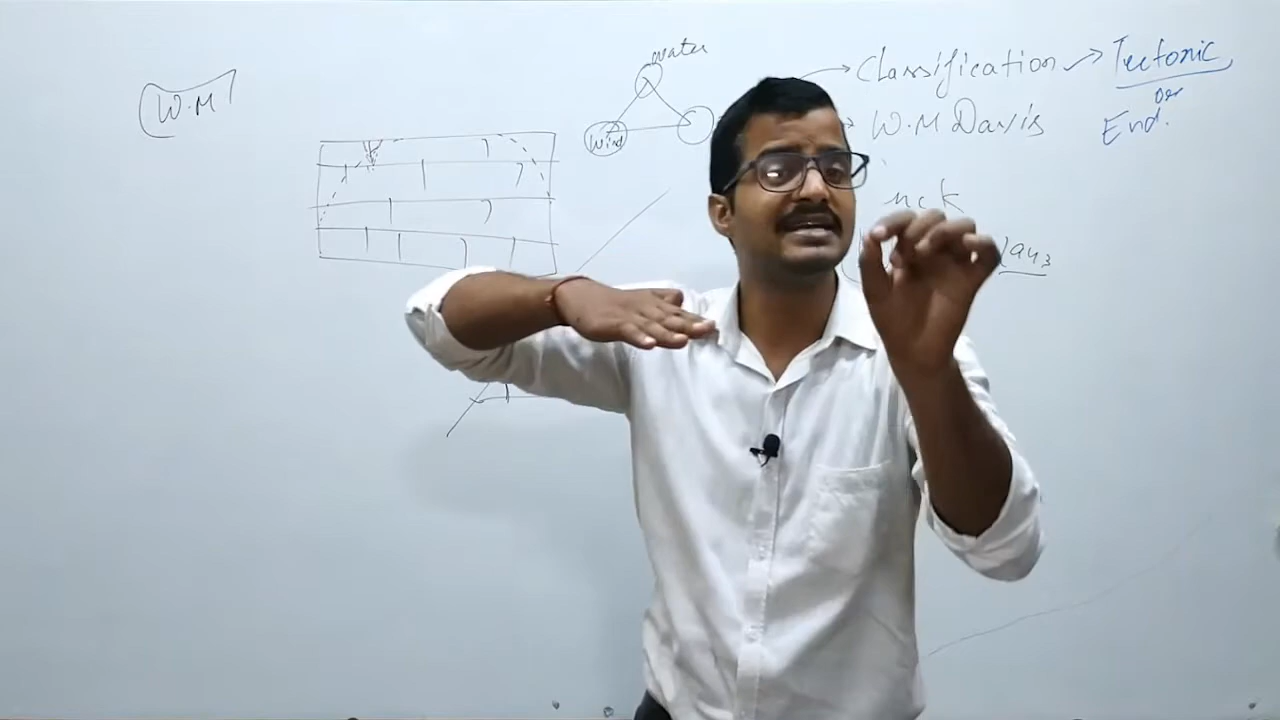 W.M
water
Wind
Classification → Tectonic
or
W.M Davis
End.